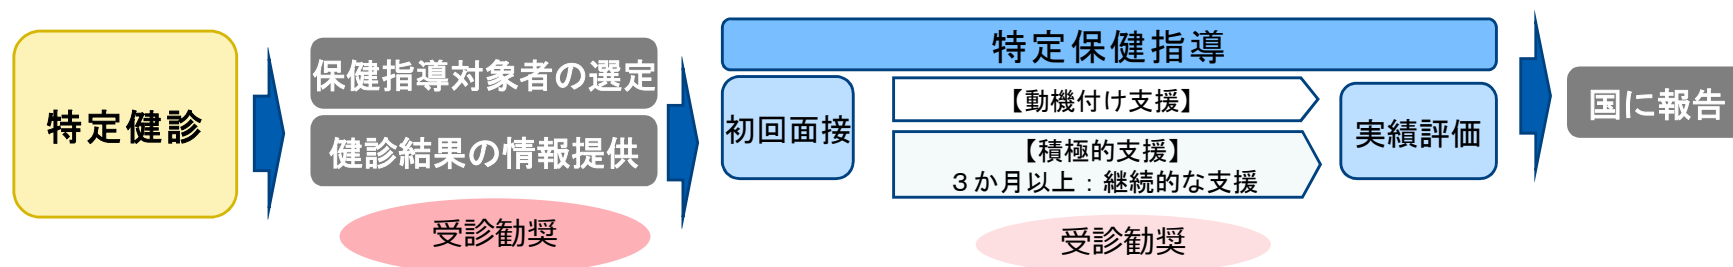 特定健診
保健指導対象者の選定
健診結果の情報提供
受診勧奨
特定保健指導
初回面接
【動機付け支援】
【積極的支援】
３か月以上：継続的な支援
実績評価
受診勧奨
国に報告